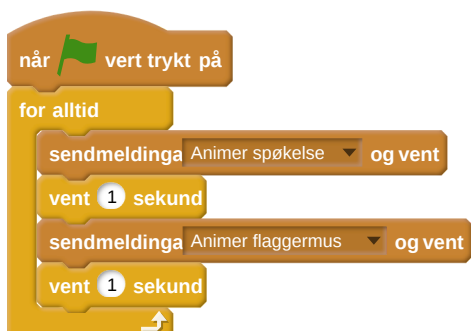 når vert trykt på
for alltid
sendmeldinga Animer spøkelse og vent
vent 1 sekund
sendmeldinga Animer flaggermus og vent
vent 1 sekund